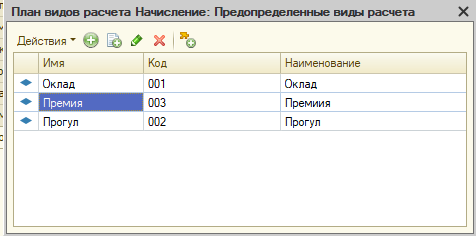 План видов расчета Начисление: Предопределенные виды расчета
Действия
Имя Код Наименование
Оклад 001 Оклад
Премия 003 Премиия
Прогул 002 Прогул